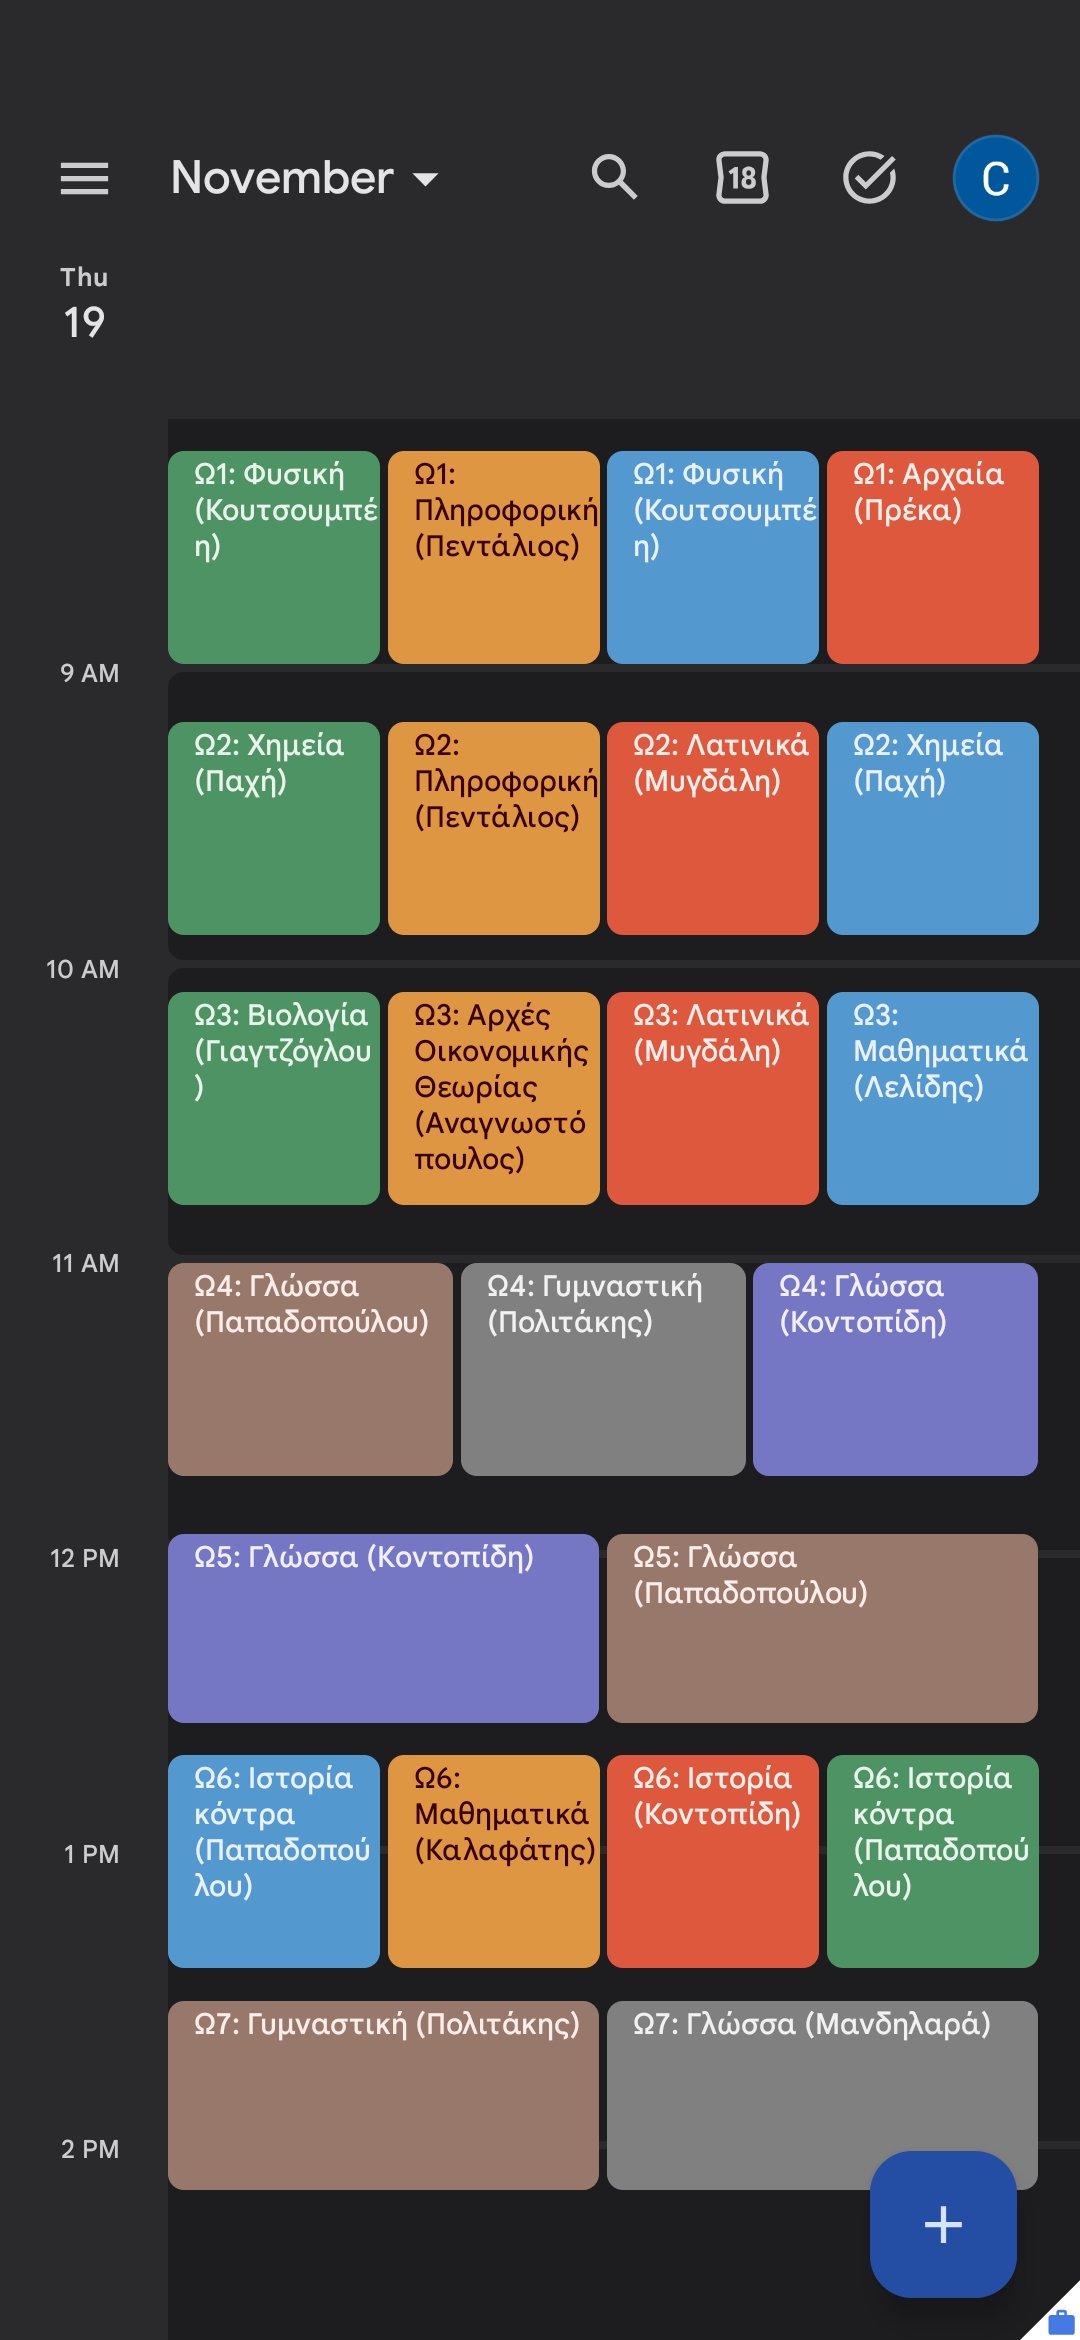 November
18
C
Thu
19
Ω1: Φυσική
(Κουτσουμπέ
η)
Ω1:
Πληροφορική
(Πεντάλιος)
Ω1: Φυσική
(Κουτσουμπέ
η)
Ω1: Αρχαία
(Πρέκα)
9 AM
Ω2: Χημεία
(Παχή)
Ω2:
Πληροφορική
(Πεντάλιος)
Ω2: Λατινικά
(Μυγδάλη)
Ω2: Χημεία
(Παχή)
10 AM
Ω3: Βιολογία
(Γιαγτζόγλου
)
Ω3: Αρχές
Οικονομικής
Θεωρίας
(Αναγνωστό
πουλος)
Ω3: Λατινικά
(Μυγδάλη)
Ω3:
Μαθηματικά
(Λελίδης)
11 AM
Ω4: Γλώσσα
(Παπαδοπούλου)
Ω4: Γυμναστική
(Πολιτάκης)
Ω4: Γλώσσα
(Κοντοπίδη)
12 PM
Ω5: Γλώσσα (Κοντοπίδη)
Ω5: Γλώσσα
(Παπαδοπούλου)
Ω6: Ιστορία
κόντρα
(Παπαδοπού
λου)
Ω6:
Μαθηματικά
(Καλαφάτης)
Ω6: Ιστορία
(Κοντοπίδη)
Ω6: Ιστορία
κόντρα
(Παπαδοπού
λου)
1 PM
Ω7: Γυμναστική (Πολιτάκης)
Ω7: Γλώσσα (Μανδηλαρά)
2 PM